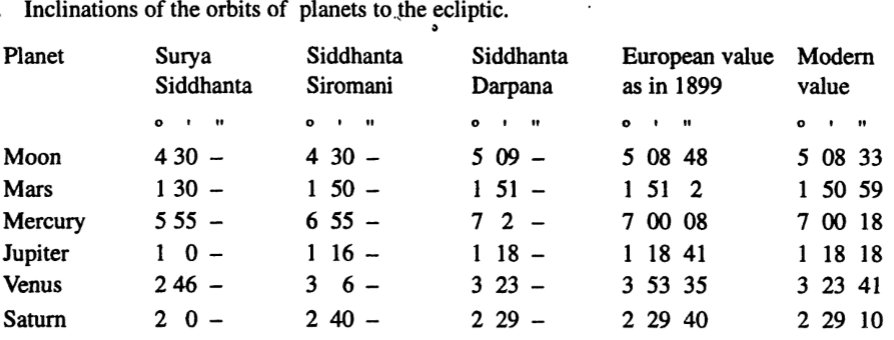 . Inclinations of the orbits of planets to the ecliptic.
Planet Surya Siddhanta Siddhanta European value Modern
Siddhanta Siromani Darpana as in 1899 value
° ' " ° ' " ° ' " ° ' " ° ' "
Moon 4 30 – 4 30 – 5 09 – 5 08 48 5 08 33
Mars 1 30 – 1 50 – 1 51 – 1 51 2 1 50 59
Mercury 5 55 – 6 55 – 7 2 – 7 00 08 7 00 18
Jupiter 1 0 – 1 16 – 1 18 – 1 18 41 1 18 18
Venus 2 46 – 3 6 – 3 23 – 3 53 35 3 23 41
Saturn 2 0 – 2 40 – 2 29 – 2 29 40 2 29 10